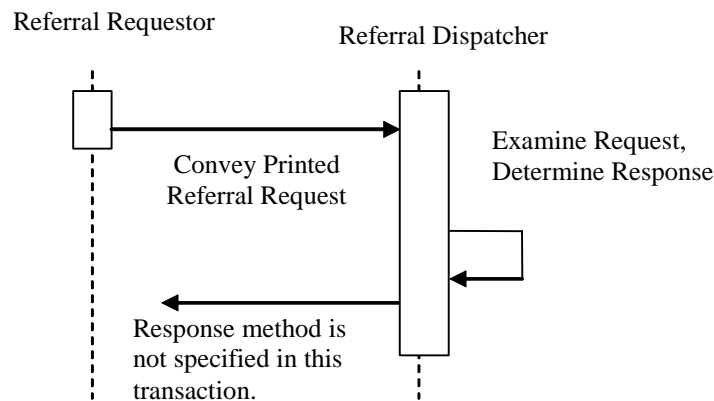 Referral Requestor
Referral Dispatcher
Convey Printed
Referral Request
Examine Request,
Determine Response
Response method is
not specified in this
transaction.